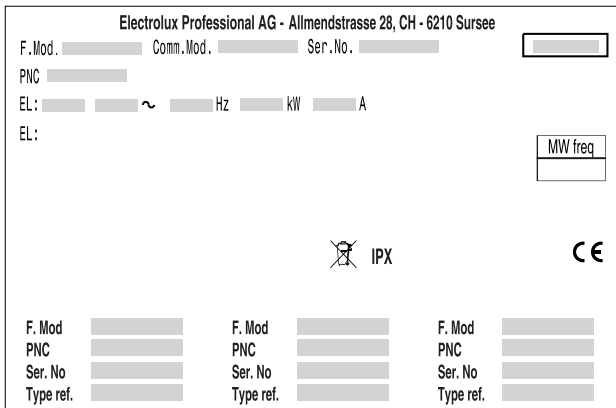 Electrolux Professional AG - Allmendstrasse 28, CH - 6210 Sursee
F.Mod. Comm.Mod. Ser.No.
PNC
EL: ~ Hz kW A
EL:
MW freq
IPX CE
F. Mod F. Mod F. Mod
PNC PNC PNC
Ser. No Ser. No Ser. No
Type ref. Type ref. Type ref.